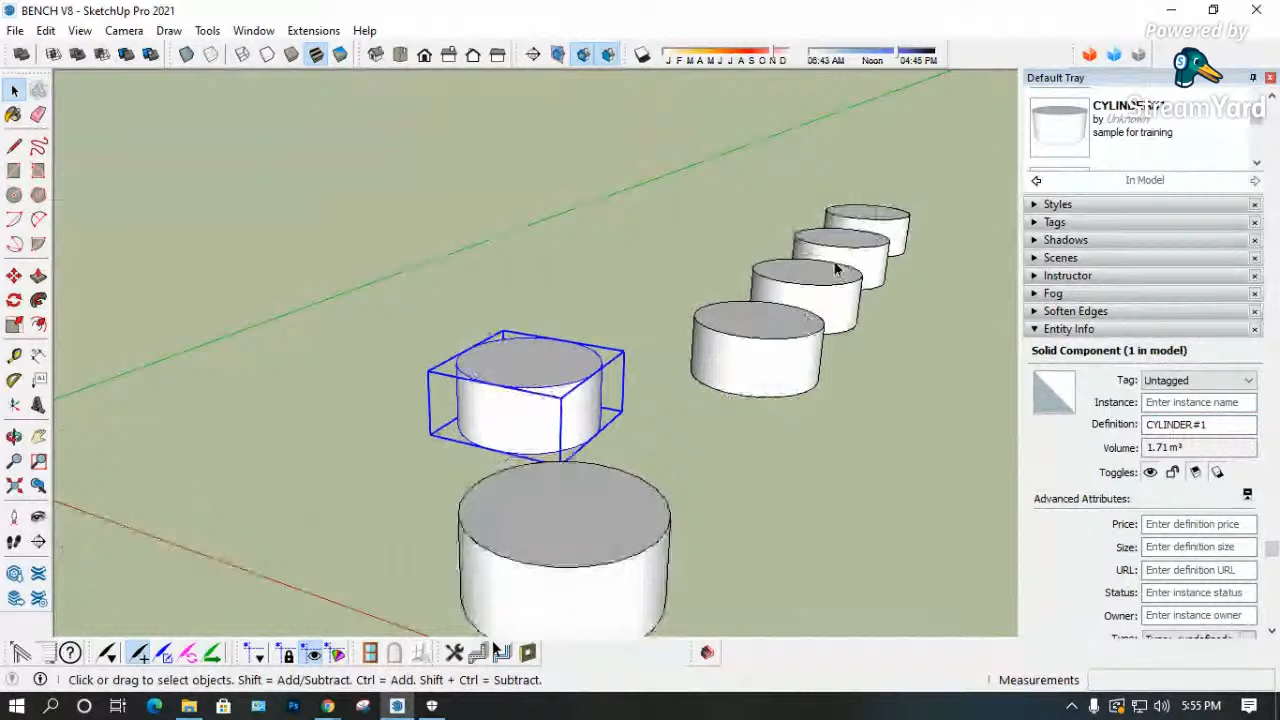 BENCH V8 - SketchUp Pro 2021
File Edit View Camera Draw Tools Window Extensions Help
Powered by
StreamYard
J F M A M J J A S O N D
06:43 AM Noon 04:45 PM
Default Tray
by Unknown
sample for training
In Model
Styles
Tags
Shadows
Scenes
Instructor
Fog
Soften Edges
Entity Info
Solid Component (1 in model)
Tag: Untagged
Instance: Enter instance name
Definition: CYLINDER#1
Volume: 1.71 m³
Toggles:
Advanced Attributes:
Price: Enter definition price
Size: Enter definition size
URL: Enter definition URL
Status: Enter instance status
Owner: Enter instance owner
Click or drag to select objects. Shift = Add/Subtract. Ctrl = Add. Shift + Ctrl = Subtract.
Measurements
5:55 PM